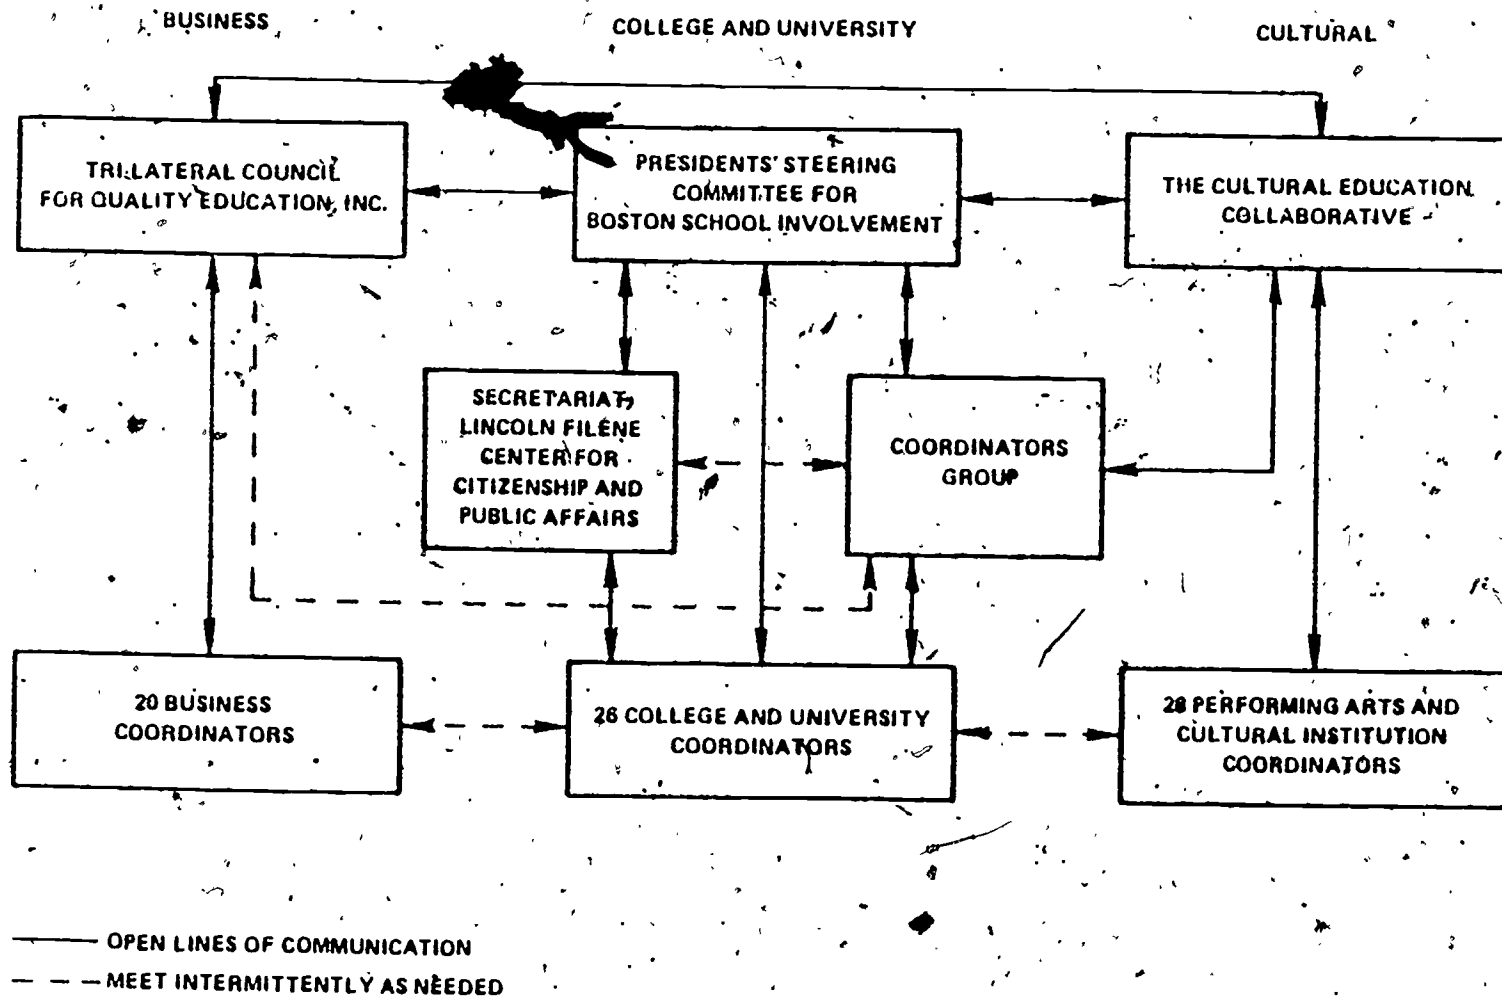 BUSINESS
COLLEGE AND UNIVERSITY
CULTURAL
TRILATERAL COUNCIL
FOR QUALITY EDUCATION, INC.
PRESIDENTS' STEERING
COMMITTEE FOR
BOSTON SCHOOL INVOLVEMENT
THE CULTURAL EDUCATION
COLLABORATIVE
SECRETARIAT,
LINCOLN FILENE
CENTER FOR
CITIZENSHIP AND
PUBLIC AFFAIRS
COORDINATORS
GROUP
20 BUSINESS
COORDINATORS
26 COLLEGE AND UNIVERSITY
COORDINATORS
28 PERFORMING ARTS AND
CULTURAL INSTITUTION
COORDINATORS
OPEN LINES OF COMMUNICATION
MEET INTERMITTENTLY AS NEEDED